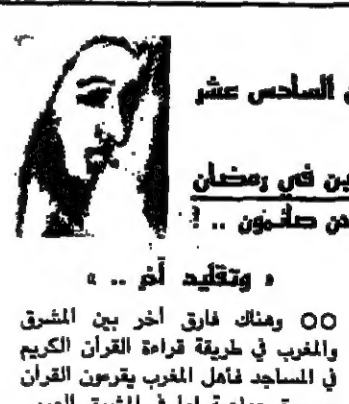 السادس عشر
ين في رمضان
صائمون .. !
« وتقليد آخر .. »
○○ وهناك فارق آخر بين المشرق
والمغرب في طريقة قراءة القرآن الكريم
في المساجد فأهل المغرب يقرءون القرآن